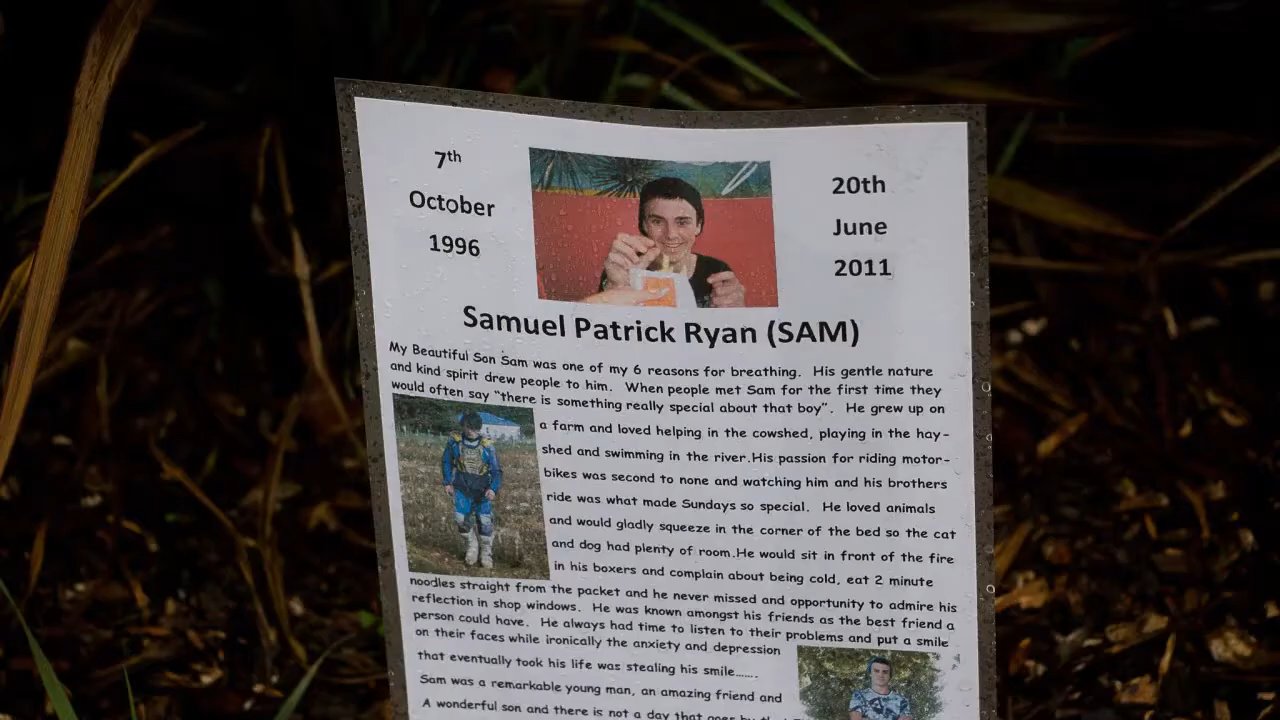 7th
October
1996
20th
June
2011
Samuel Patrick Ryan (SAM)
My Beautiful Son Sam was one of my 6 reasons for breathing. His gentle nature
and kind spirit drew people to him. When people met Sam for the first time they
would often say “there is something really special about that boy”. He grew up on
a farm and loved helping in the cowshed, playing in the hay-
shed and swimming in the river.His passion for riding motor-
bikes was second to none and watching him and his brothers
ride was what made Sundays so special. He loved animals
and would gladly squeeze in the corner of the bed so the cat
and dog had plenty of room.He would sit in front of the fire
in his boxers and complain about being cold, eat 2 minute
noodles straight from the packet and he never missed and opportunity to admire his
reflection in shop windows. He was known amongst his friends as the best friend a
person could have. He always had time to listen to their problems and put a smile
on their faces while ironically the anxiety and depression
that eventually took his life was stealing his smile.......
Sam was a remarkable young man, an amazing friend and
A wonderful son and there is not a day that goes by